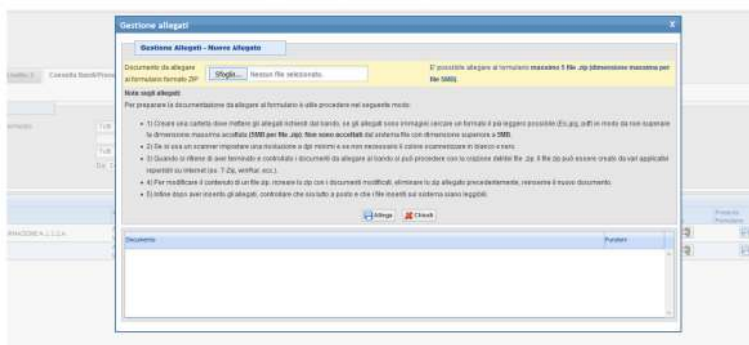 Gestione allegati
X
Gestione Allegati - Nuovo Allegato
Documento da allegare
al formulario formato ZIP
Sfoglia... Nessun file selezionato.
E' possibile allegare al formulario massimo 5 file .zip (dimensione massima per
file 5MB).
Note sugli allegati:
Per preparare la documentazione da allegare al formulario è utile procedere nel seguente modo:
1) Creare una cartella dove mettere gli allegati richiesti dal bando, se gli allegati sono immagini cercare un formato il più leggero possibile (Es.jpg, pdf) in modo da non superare
la dimensione massima accettata (5MB per file .zip). Non sono accettati dal sistema file con dimensione superiore a 5MB.
2) Se si usa un scanner impostare una risoluzione a dpi minimi e se non necessario il colore scannerizzare in bianco e nero
3) Quando si ritiene di aver terminato e controllato i documenti da allegare al bando si può procedere con la creazione del/dei file .zip. Il file zip può essere creato da vari applicativi
reperibili su internet (es. 7-Zip, winRar, ecc.).
4) Per modificare il contenuto di un file zip, ricreare lo zip con i documenti modificati, eliminare lo zip allegato precedentemente, reinserire il nuovo documento.
5) Infine dopo aver inserito gli allegati, controllare che sia tutto a posto e che i file inseriti sul sistema siano leggibili.
Allega Chiudi
Documento Funzioni